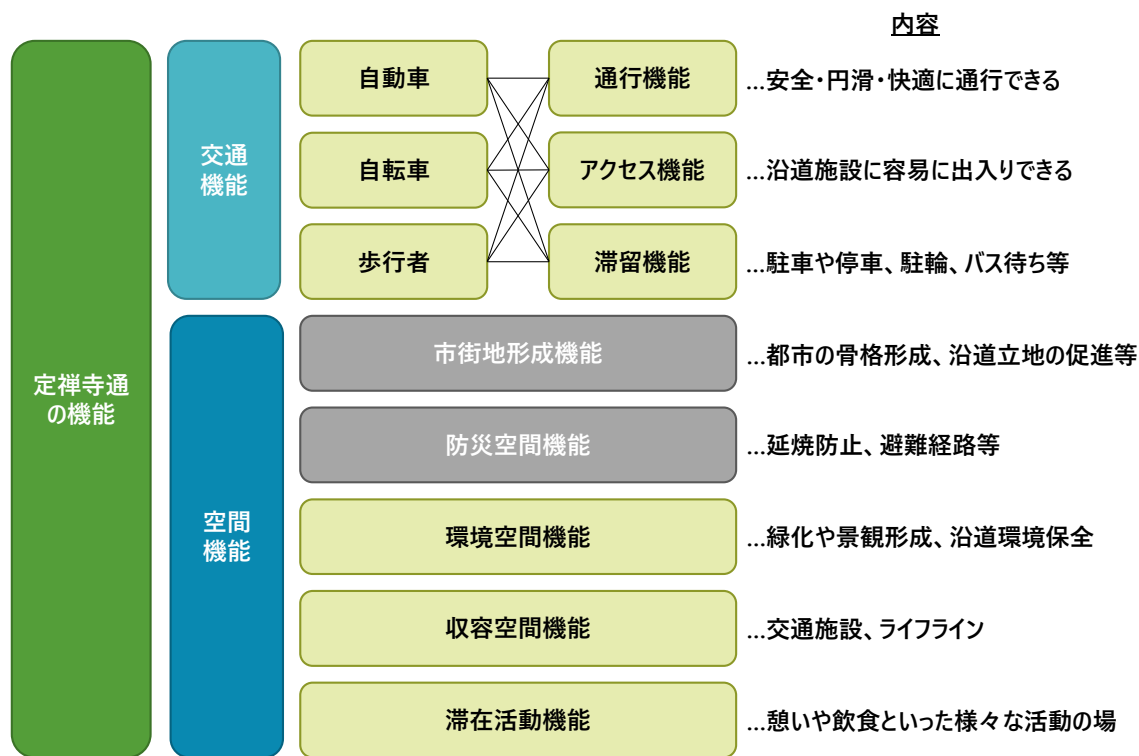 内容
定禅寺通
の機能
交通
機能
自動車
通行機能
…安全・円滑・快適に通行できる
自転車
アクセス機能
…沿道施設に容易に出入りできる
歩行者
滞留機能
…駐車や停車、駐輪、バス待ち等
空間
機能
市街地形成機能
…都市の骨格形成、沿道立地の促進等
防災空間機能
…延焼防止、避難経路等
環境空間機能
…緑化や景観形成、沿道環境保全
収容空間機能
…交通施設、ライフライン
滞在活動機能
…憩いや飲食といった様々な活動の場